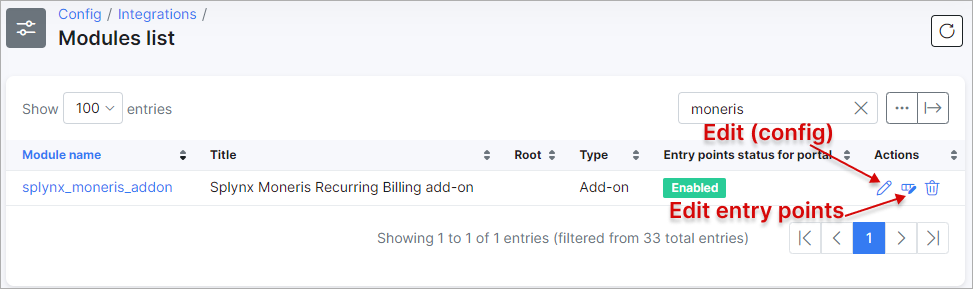 Config / Integrations /
Modules list
Show 100 entries
moneris
Edit (config)
Module name Title Root Type Entry points status for portal Actions
splynx_moneris_addon Splynx Moneris Recurring Billing add-on Add-on Enabled
Edit entry points
Showing 1 to 1 of 1 entries (filtered from 33 total entries) 1